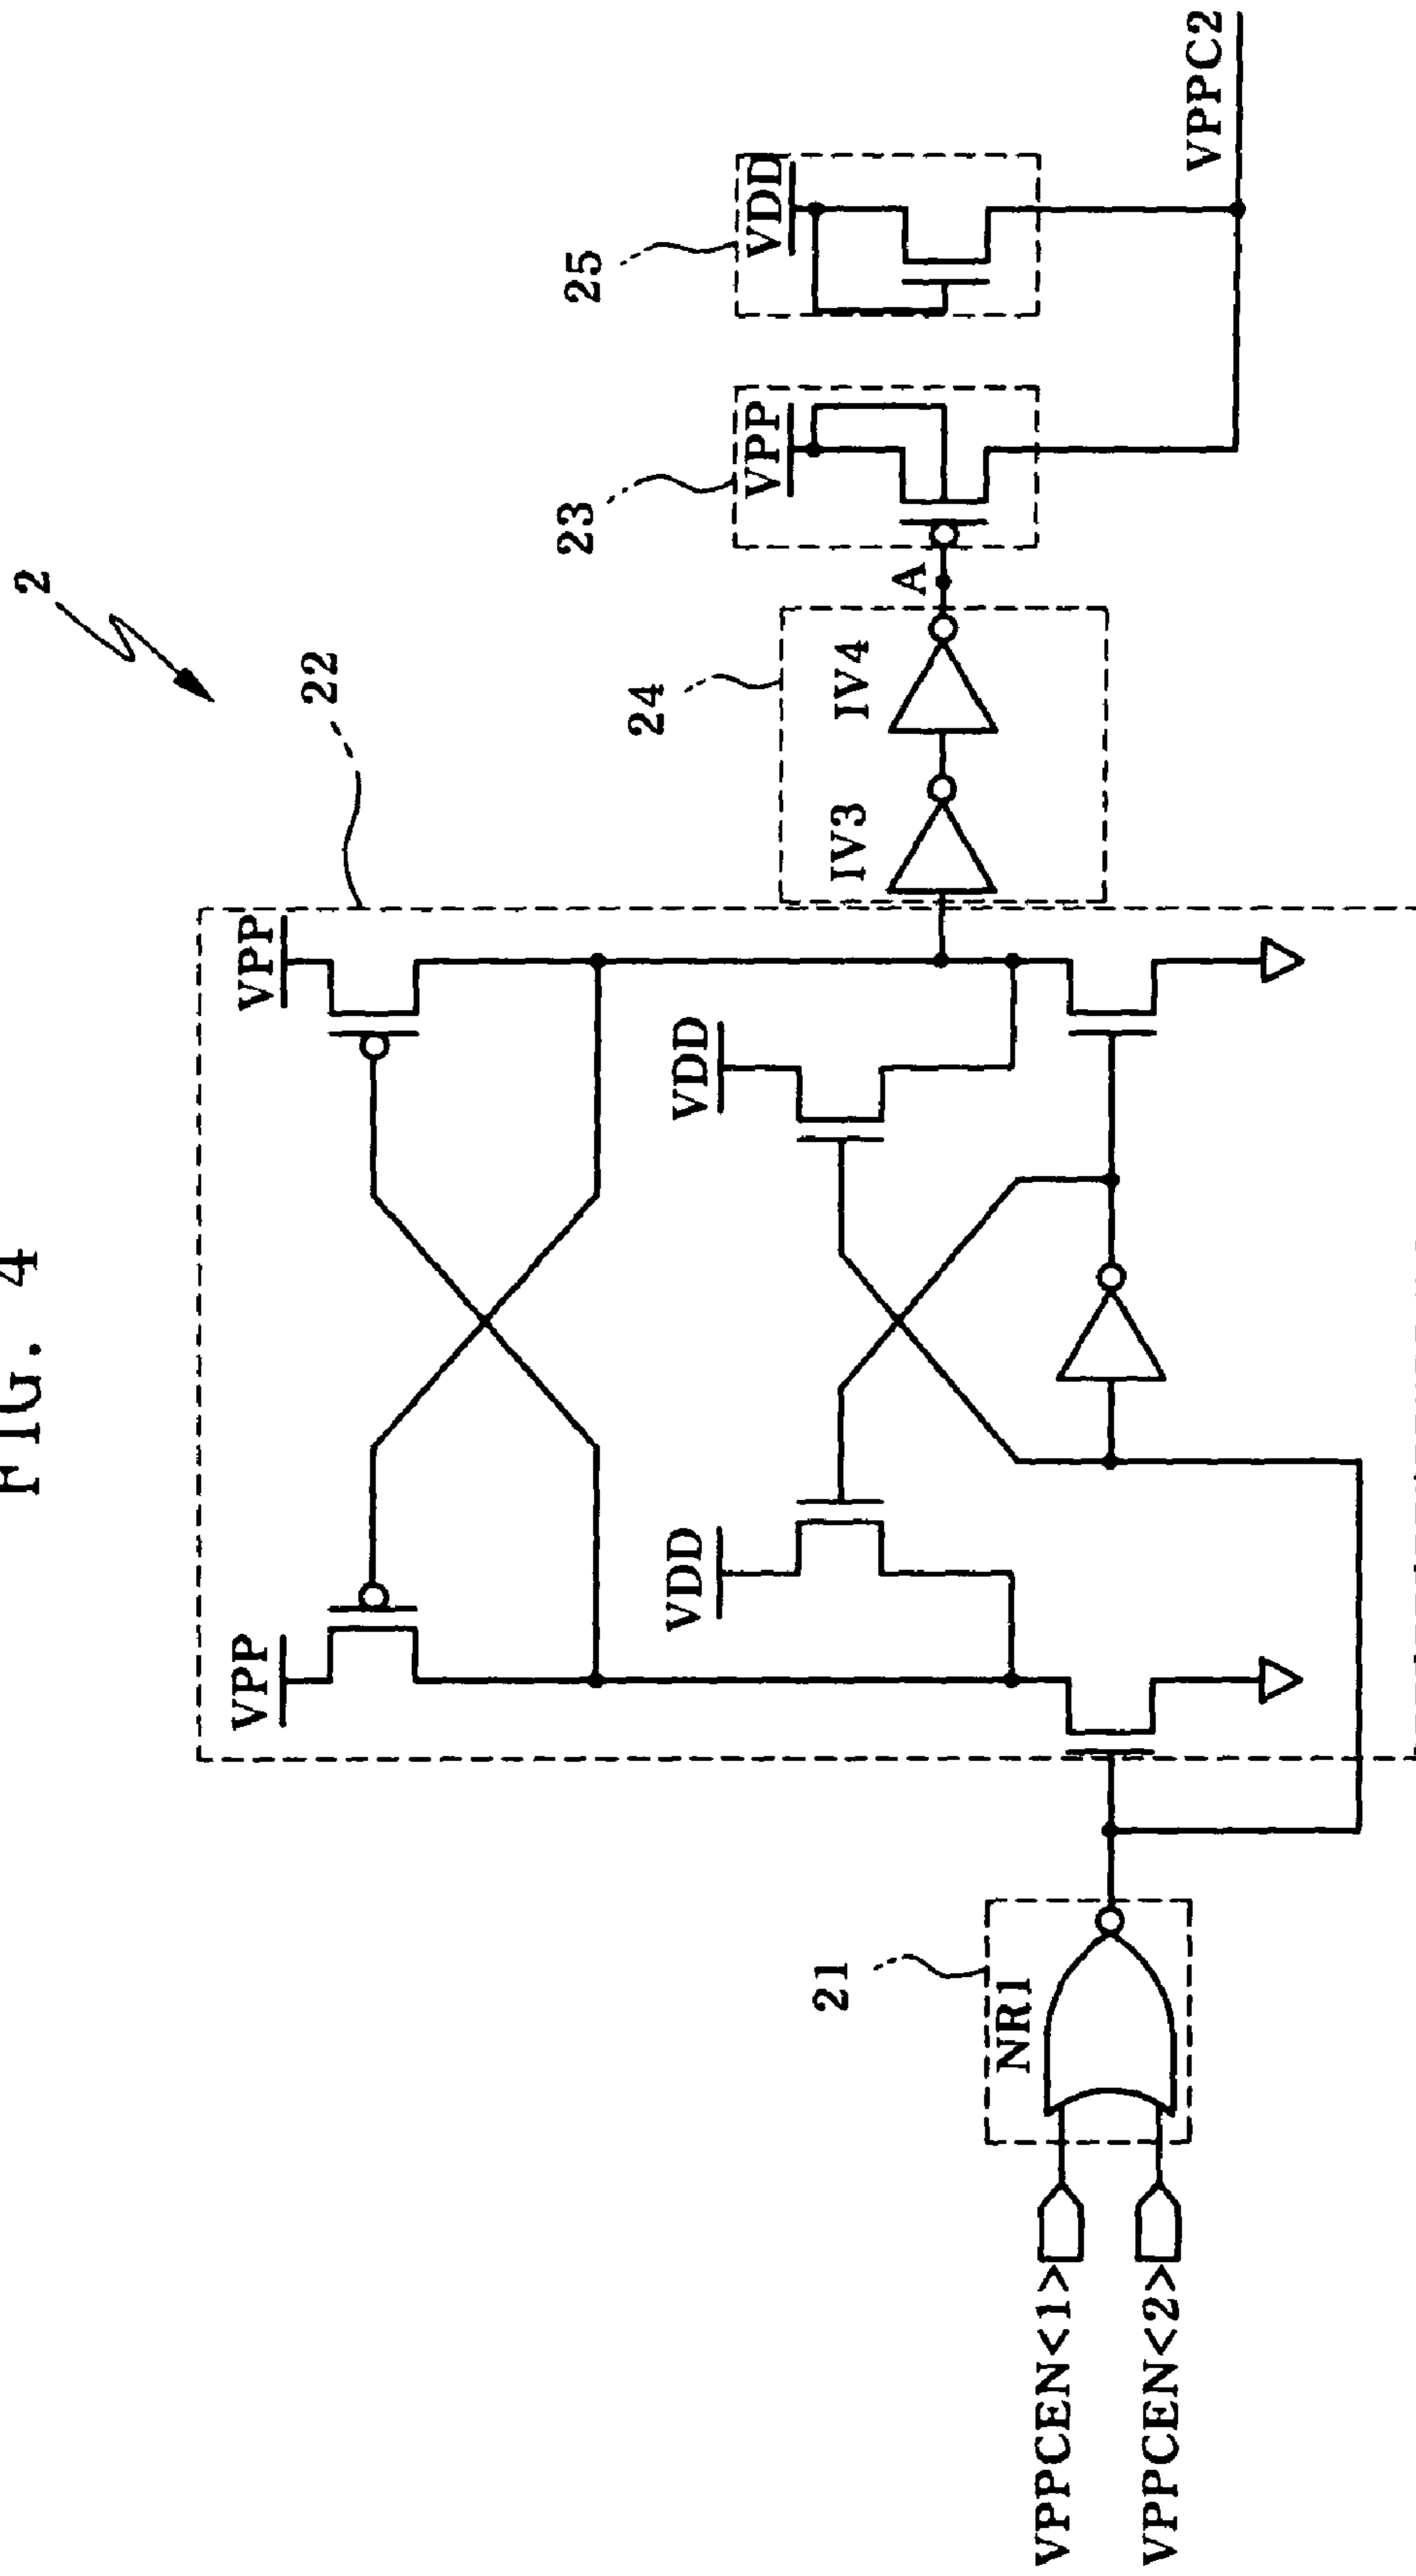 FIG. 4
2
22
VPP
VPP
VDD
VDD
21
NR1
VPPCEN<1>
VPPCEN<2>
24
IV3
IV4
A
23
VPP
25
VDD
VPPC2